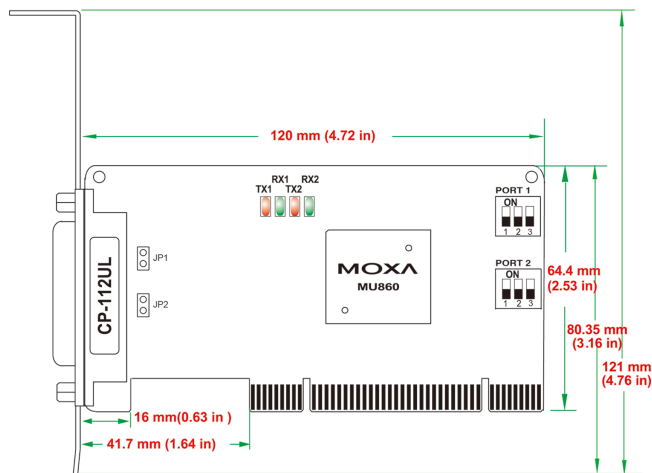 120 mm (4.72 in)
RX1 RX2
TX1 TX2
PORT 1
ON
1 2 3
JP1
MOXA
MU860
PORT 2
ON
1 2 3
CP-112UL
JP2
64.4 mm
(2.53 in)
80.35 mm
(3.16 in)
121 mm
(4.76 in)
16 mm(0.63 in )
41.7 mm (1.64 in)